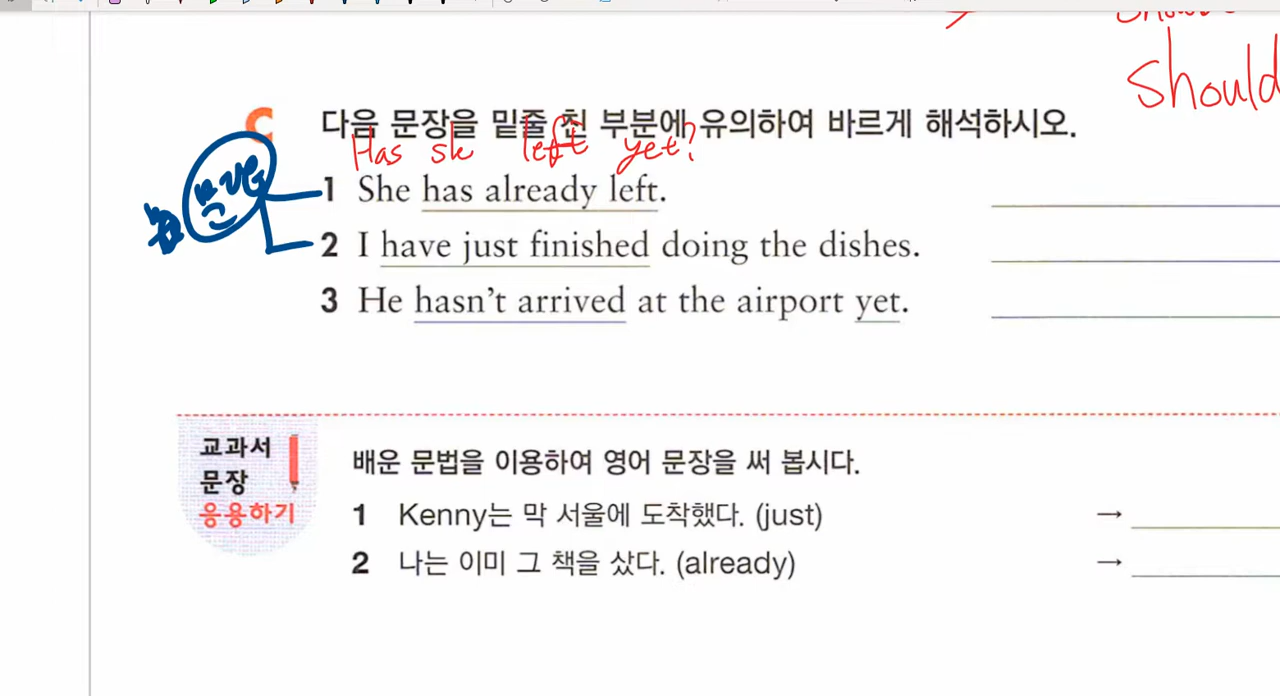 Should
C 다음 문장을 밑줄 친 부분에 유의하여 바르게 해석하시오.
Has left yet?
1 She has already left.
2 I have just finished doing the dishes.
3 He hasn't arrived at the airport yet.
교과서
문장
응용하기
배운 문법을 이용하여 영어 문장을 써 봅시다.
1 Kenny는 막 서울에 도착했다. (just) →
2 나는 이미 그 책을 샀다. (already) →